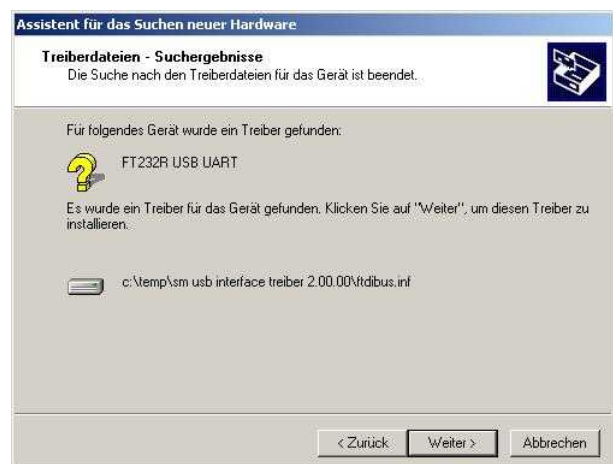 Assistent für das Suchen neuer Hardware
Treiberdateien - Suchergebnisse
Die Suche nach den Treiberdateien für das Gerät ist beendet.
Für folgendes Gerät wurde ein Treiber gefunden:
FT232R USB UART
Es wurde ein Treiber für das Gerät gefunden. Klicken Sie auf "Weiter", um diesen Treiber zu
installieren.
c:\temp\sm usb interface treiber 2.00.00\ftdibus.inf
< Zurück Weiter > Abbrechen